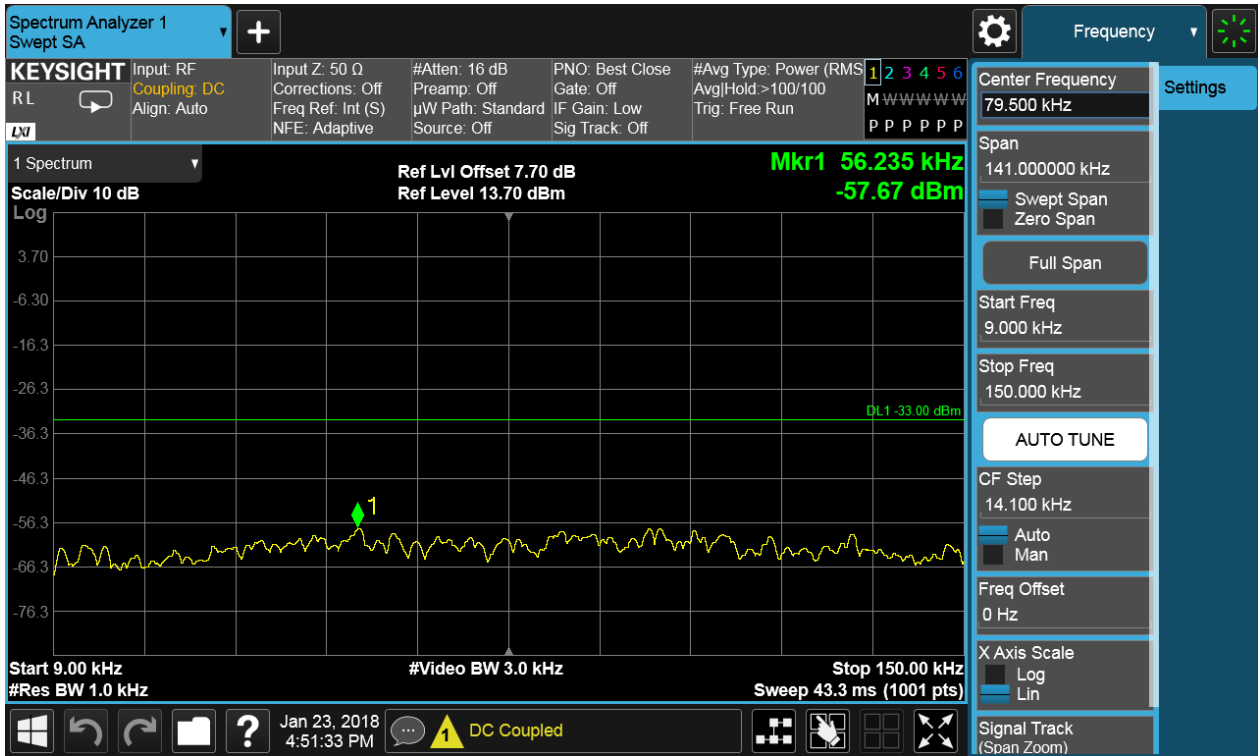 Spectrum Analyzer 1
Swept SA
+
Frequency
KEYSIGHT
R L
LXI
Input: RF
Coupling: DC
Align: Auto
Input Z: 50 Ω
Corrections: Off
Freq Ref: Int (S)
NFE: Adaptive
#Atten: 16 dB
Preamp: Off
µW Path: Standard
Source: Off
PNO: Best Close
Gate: Off
IF Gain: Low
Sig Track: Off
#Avg Type: Power (RMS
Avg|Hold:>100/100
Trig: Free Run
1 2 3 4 5 6
M W W W W W
P P P P P P
1 Spectrum
Scale/Div 10 dB
Log
Ref Lvl Offset 7.70 dB
Ref Level 13.70 dBm
Mkr1 56.235 kHz
-57.67 dBm
3.70
-6.30
-16.3
-26.3
DL1 -33.00 dBm
-36.3
-46.3
1
-56.3
-66.3
-76.3
Start 9.00 kHz
#Video BW 3.0 kHz
Stop 150.00 kHz
#Res BW 1.0 kHz
Sweep 43.3 ms (1001 pts)
Center Frequency
79.500 kHz
Settings
Span
141.000000 kHz
Swept Span
Zero Span
Full Span
Start Freq
9.000 kHz
Stop Freq
150.000 kHz
AUTO TUNE
CF Step
14.100 kHz
Auto
Man
Freq Offset
0 Hz
X Axis Scale
Log
Lin
Signal Track
(Span Zoom)
?
Jan 23, 2018
4:51:33 PM
1
DC Coupled